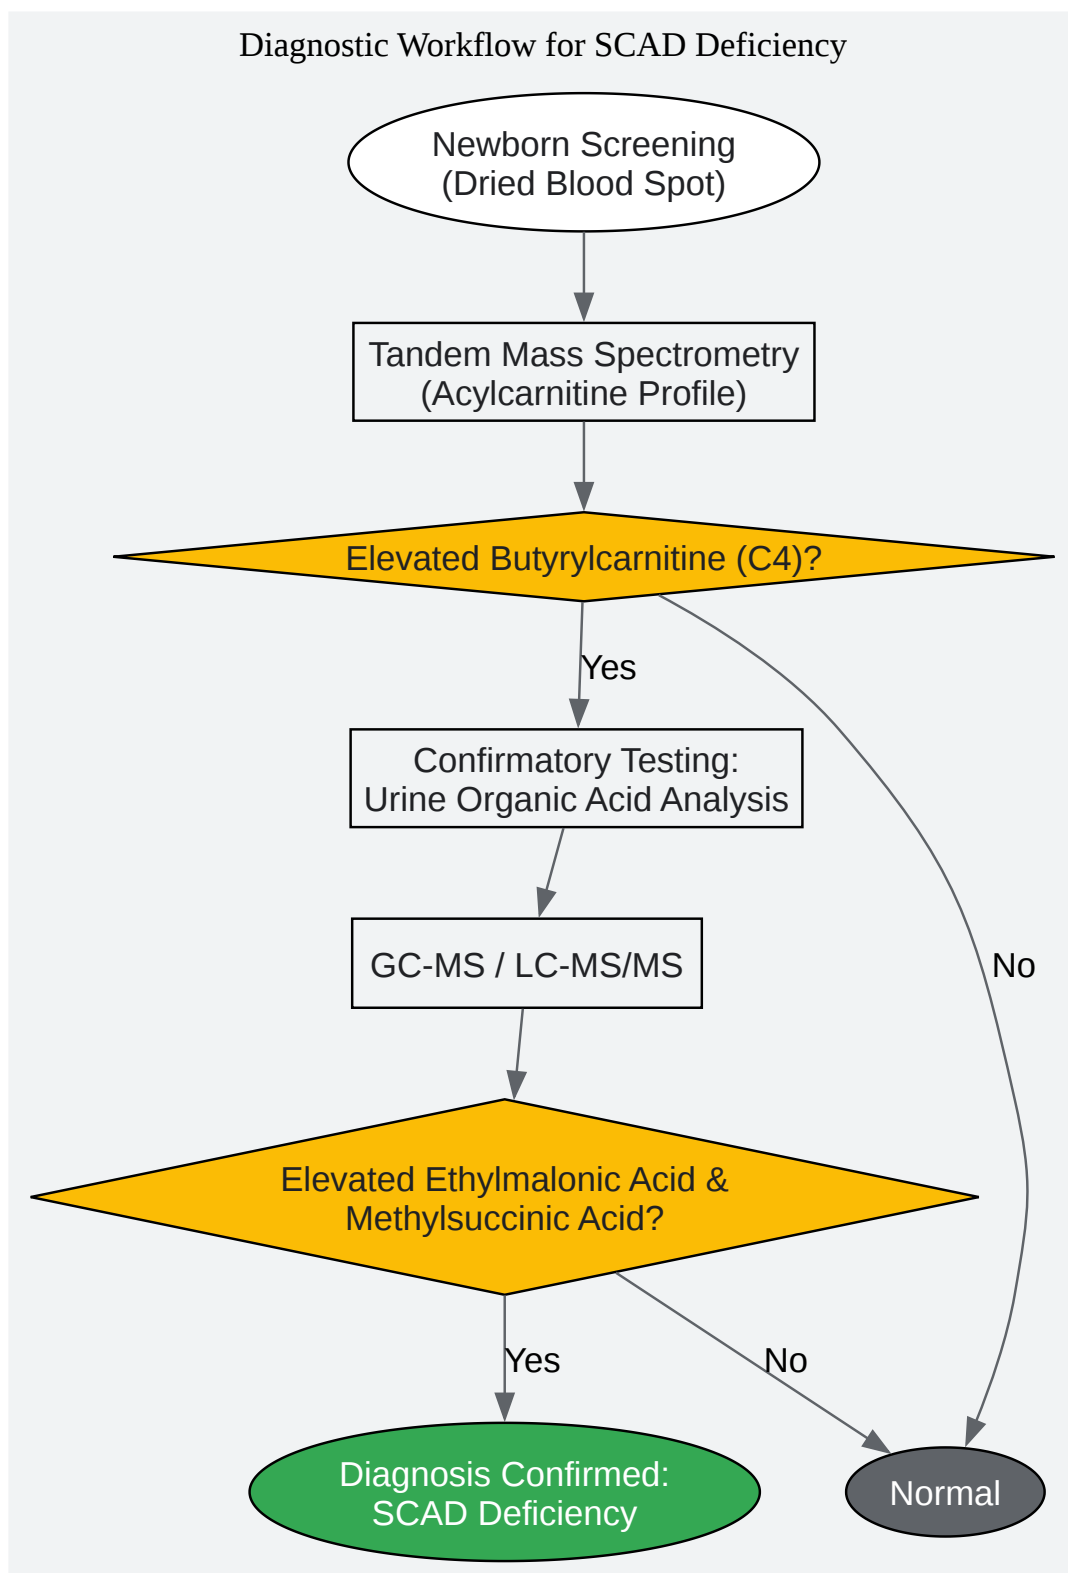 Diagnostic Workflow for SCAD Deficiency
Newborn Screening
(Dried Blood Spot)
Tandem Mass Spectrometry
(Acylcarnitine Profile)
Elevated Butyrylcarnitine (C4)?
Yes
Confirmatory Testing:
Urine Organic Acid Analysis
GC-MS / LC-MS/MS
No
Elevated Ethylmalonic Acid &
Methylsuccinic Acid?
Yes
No
Diagnosis Confirmed:
SCAD Deficiency
Normal